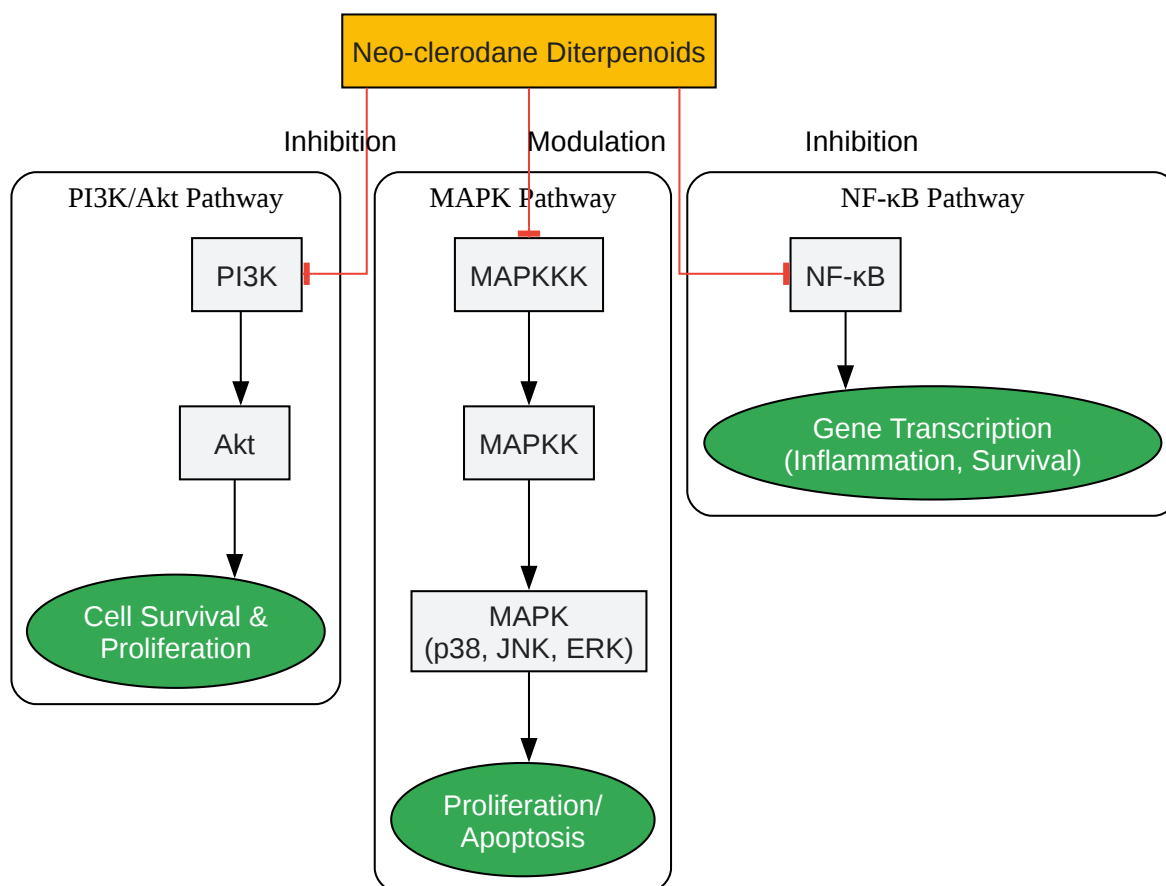 Neo-clerodane Diterpenoids
Inhibition
Modulation
Inhibition
PI3K/Akt Pathway
MAPK Pathway
NF-κB Pathway
PI3K
MAPKKK
NF-κB
Akt
MAPKK
Gene Transcription
(Inflammation, Survival)
Cell Survival &
Proliferation
MAPK
(p38, JNK, ERK)
Proliferation/
Apoptosis